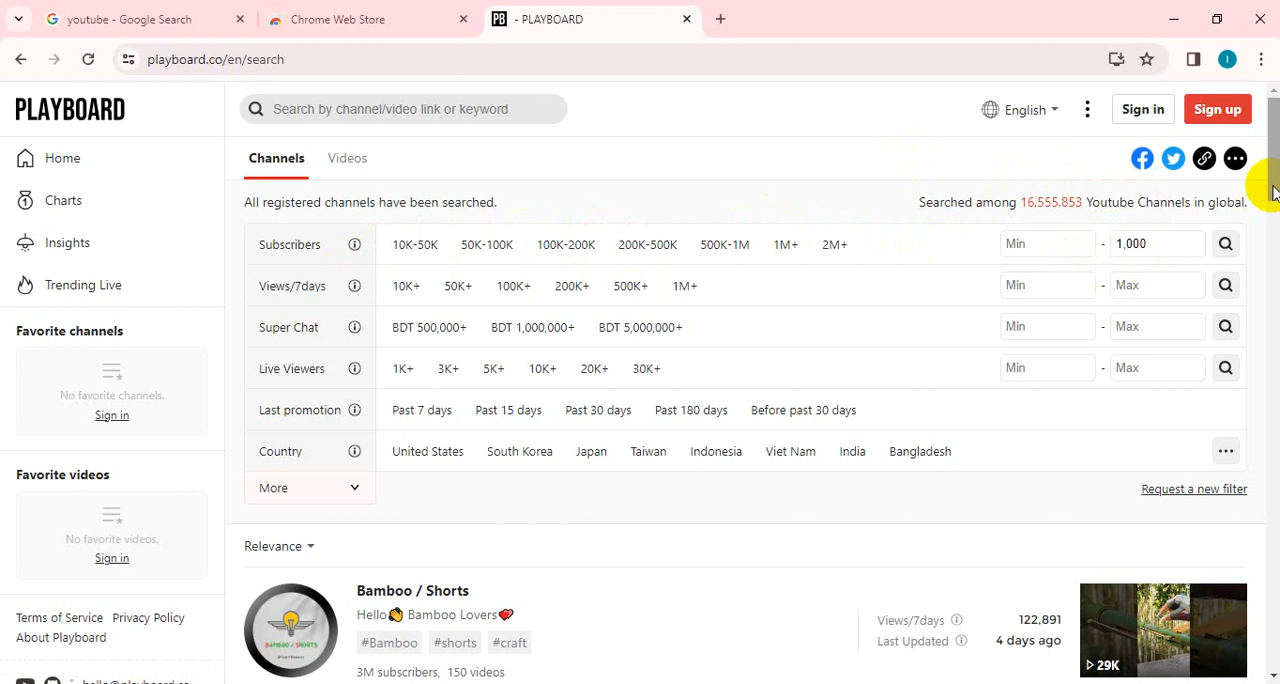 youtube - Google Search
Chrome Web Store
PB - PLAYBOARD
playboard.co/en/search
I
PLAYBOARD
Search by channel/video link or keyword
English
Sign in
Sign up
Home
Charts
Insights
Trending Live
Favorite channels
No favorite channels.
Sign in
Favorite videos
No favorite videos.
Sign in
Terms of Service Privacy Policy
About Playboard
Channels Videos
All registered channels have been searched.
Searched among 16,555,853 Youtube Channels in global.
Subscribers 10K-50K 50K-100K 100K-200K 200K-500K 500K-1M 1M+ 2M+ Min - 1,000
Views/7days 10K+ 50K+ 100K+ 200K+ 500K+ 1M+ Min - Max
Super Chat BDT 500,000+ BDT 1,000,000+ BDT 5,000,000+ Min - Max
Live Viewers 1K+ 3K+ 5K+ 10K+ 20K+ 30K+ Min - Max
Last promotion Past 7 days Past 15 days Past 30 days Past 180 days Before past 30 days
Country United States South Korea Japan Taiwan Indonesia Viet Nam India Bangladesh
More
Request a new filter
Relevance
BAMBOO / SHORTS
Bamboo / Shorts
Hello👏 Bamboo Lovers💝
#Bamboo #shorts #craft
3M subscribers, 150 videos
Views/7days 122,891
Last Updated 4 days ago
29K